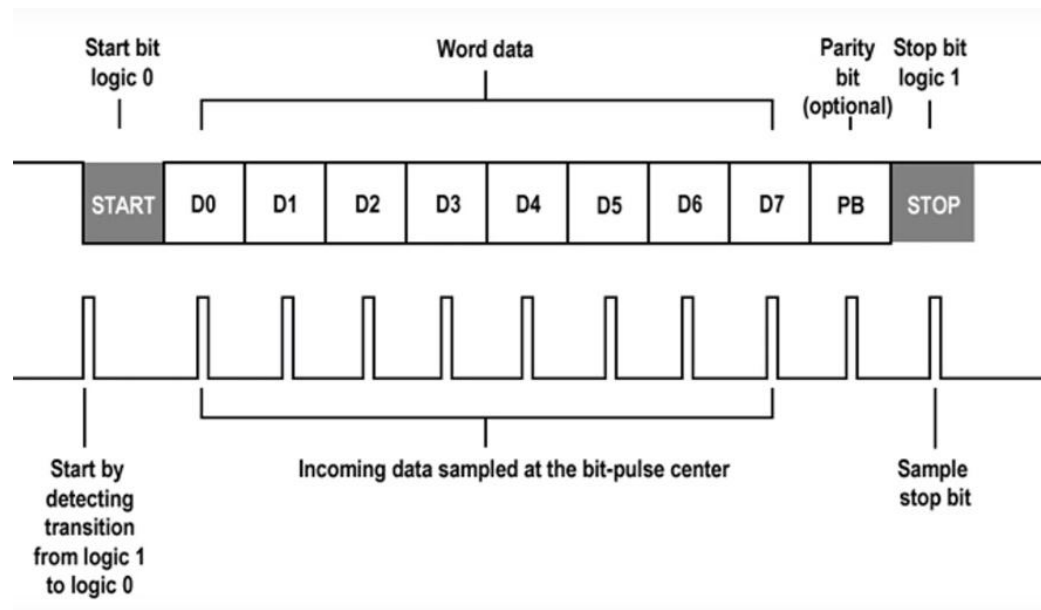 Start bit
logic 0
Word data
Parity
bit
(optional)
Stop bit
logic 1
START D0 D1 D2 D3 D4 D5 D6 D7 PB STOP
Start by
detecting
transition
from logic 1
to logic 0
Incoming data sampled at the bit-pulse center
Sample
stop bit